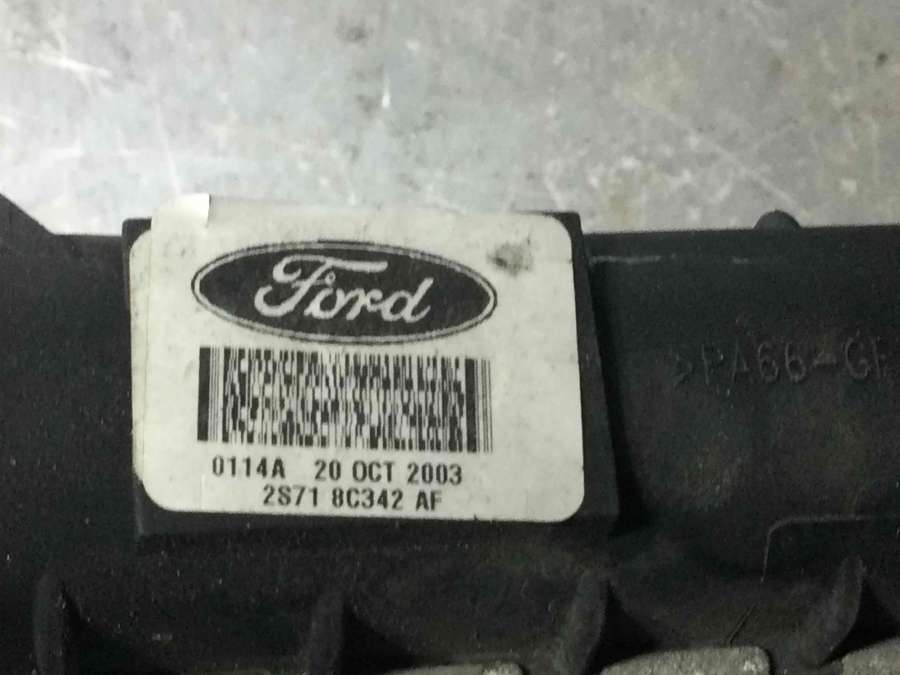 Ford
0114A 20 OCT 2003
2S71 8C342 AF
>PA66-GF